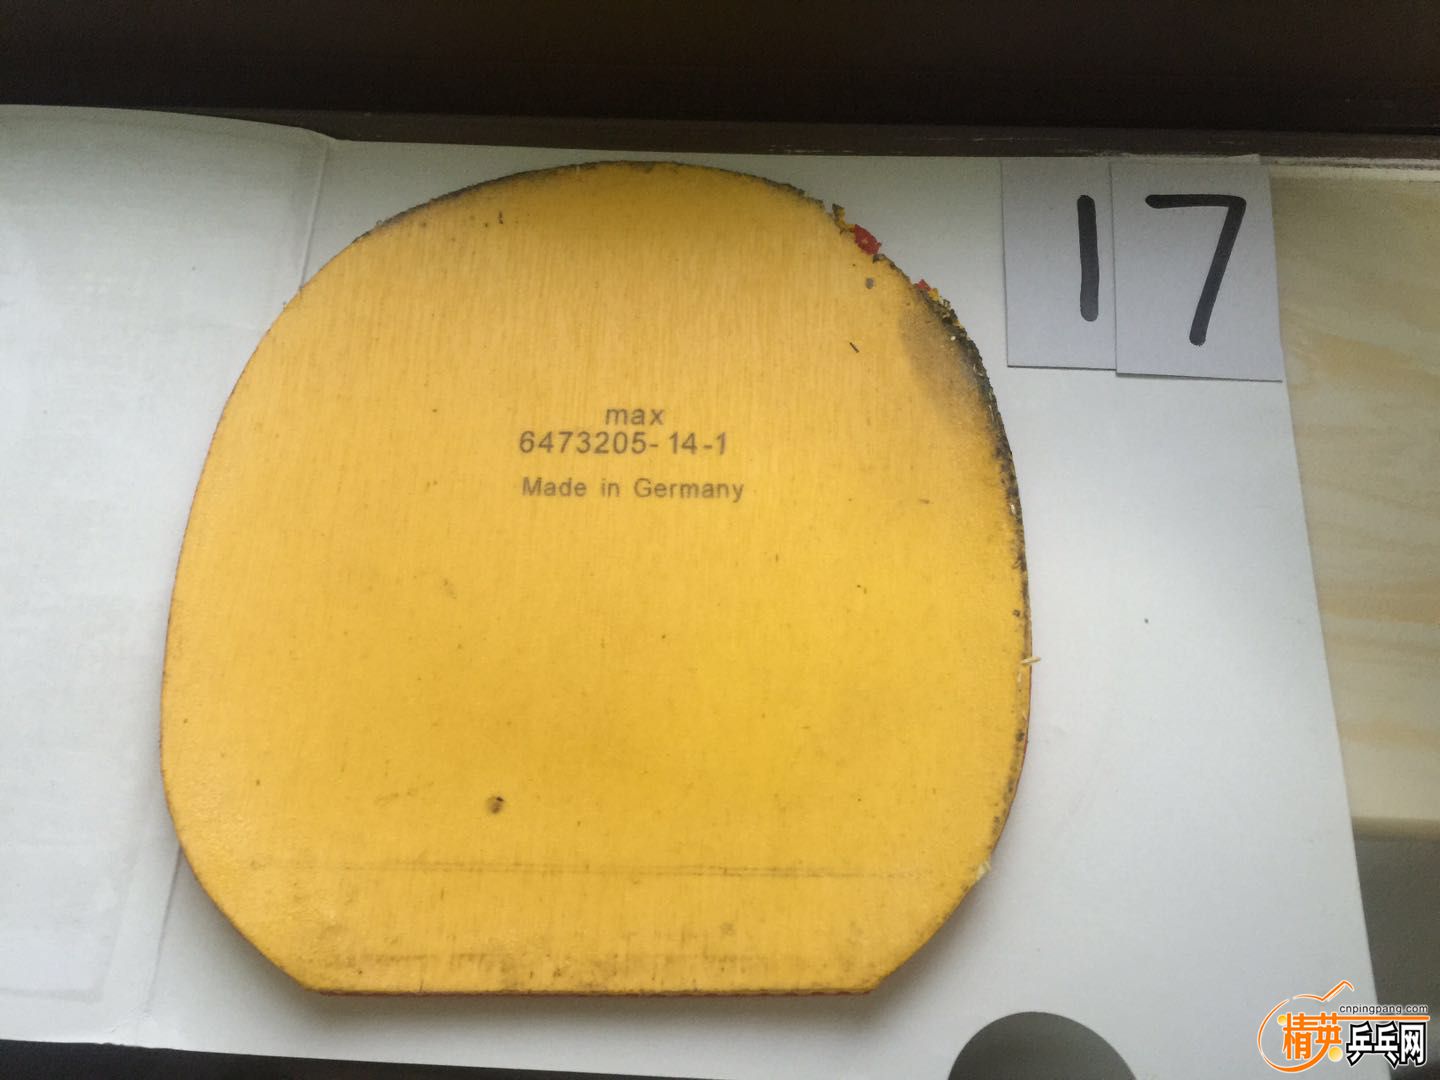 17
max
6473205-14-1
Made in Germany
cnpingpang.com
精英乒乓网